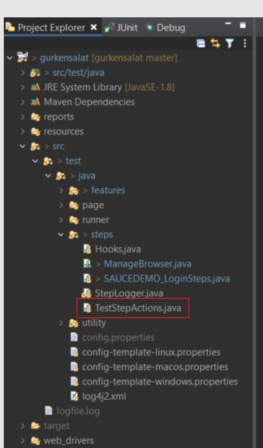 Project Explorer × JUnit Debug
> gurkensalat [gurkensalat master]
> src/test/java
JRE System Library [JavaSE-1.8]
Maven Dependencies
reports
resources
> src
> test
> java
> features
> page
> runner
> steps
Hooks.java
> ManageBrowser.java
> SAUCEDEMO_LoginSteps.java
StepLogger.java
TestStepActions.java
> utility
config.properties
config-template-linux.properties
config-template-macos.properties
config-template-windows.properties
log4j2.xml
logfile.log
target
web_drivers